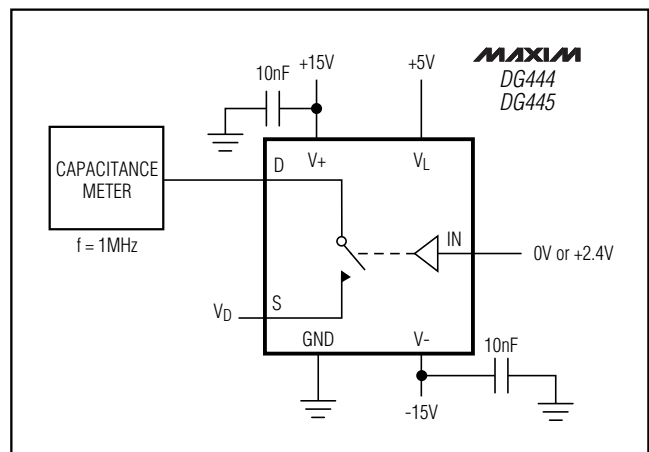 MAXIM
DG444
DG445
+15V
+5V
10nF
CAPACITANCE
METER
f = 1MHz
D
V+
VL
IN
0V or +2.4V
VD
S
GND
V-
10nF
-15V